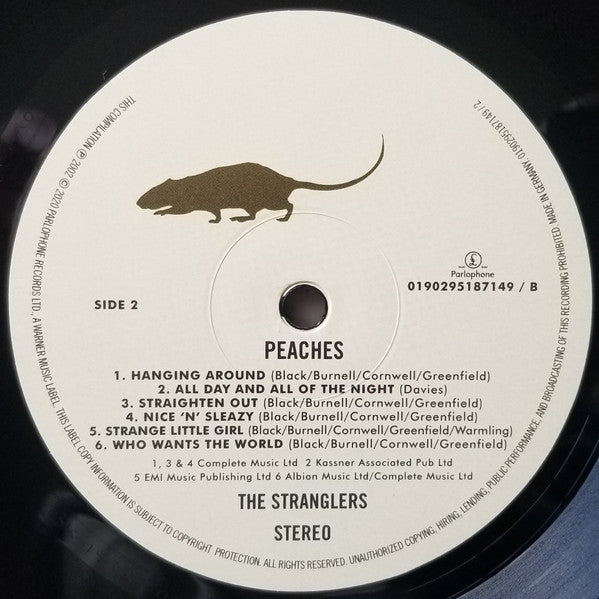 SIDE 2
Parlophone
0190295187149 / B
PEACHES
1. HANGING AROUND (Black/Burnell/Cornwell/Greenfield)
2. ALL DAY AND ALL OF THE NIGHT (Davies)
3. STRAIGHTEN OUT (Black/Burnell/Cornwell/Greenfield)
4. NICE 'N' SLEAZY (Black/Burnell/Cornwell/Greenfield)
5. STRANGE LITTLE GIRL (Black/Burnell/Cornwell/Greenfield/Warmling)
6. WHO WANTS THE WORLD (Black/Burnell/Cornwell/Greenfield)
1, 3 & 4 Complete Music Ltd  2 Kassner Associated Pub Ltd
5 EMI Music Publishing Ltd 6 Albion Music Ltd/Complete Music Ltd
THE STRANGLERS
STEREO
THIS COMPILATION ℗ 2002 © 2020 PARLOPHONE RECORDS LTD., A WARNER MUSIC LABEL. THIS LABEL COPY INFORMATION IS SUBJECT TO COPYRIGHT PROTECTION. ALL RIGHTS RESERVED. UNAUTHORIZED COPYING, HIRING, LENDING, PUBLIC PERFORMANCE, AND BROADCASTING OF THIS RECORDING PROHIBITED. MADE IN GERMANY. 0190295187149 / 2